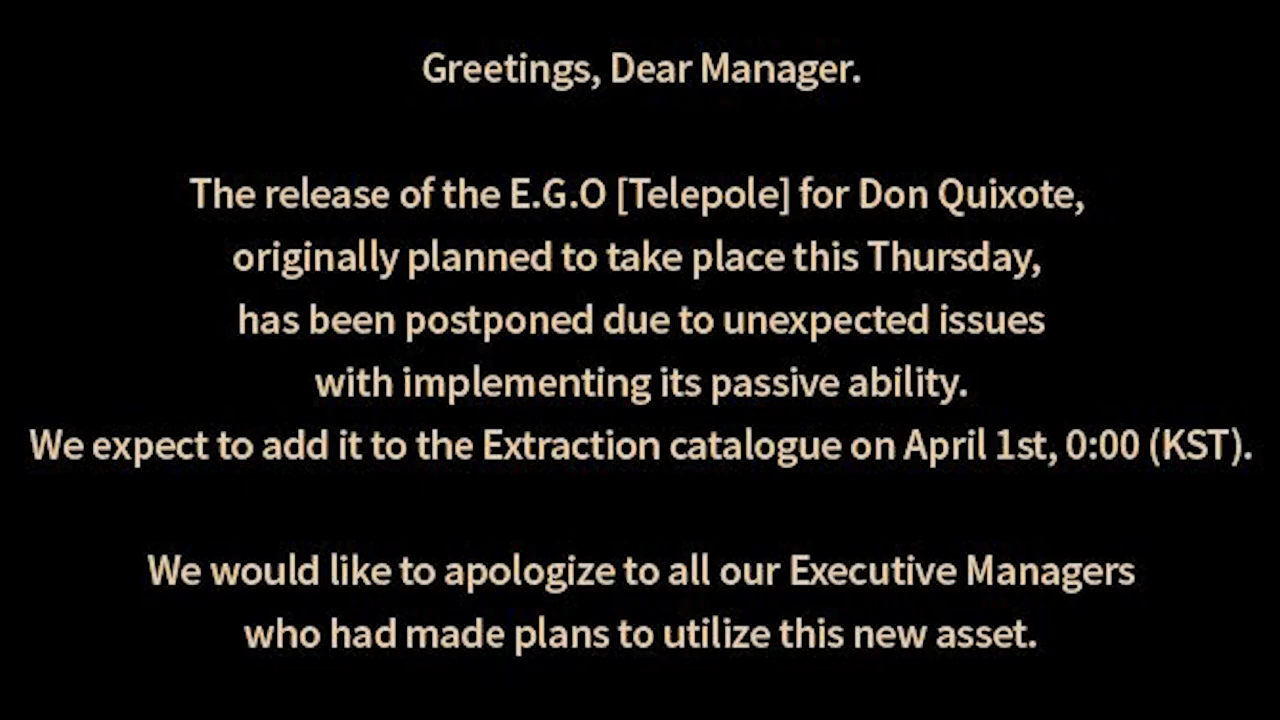 Greetings, Dear Manager.
The release of the E.G.O [Telepole] for Don Quixote,
originally planned to take place this Thursday,
has been postponed due to unexpected issues
with implementing its passive ability.
We expect to add it to the Extraction catalogue on April 1st, 0:00 (KST).
We would like to apologize to all our Executive Managers
who had made plans to utilize this new asset.